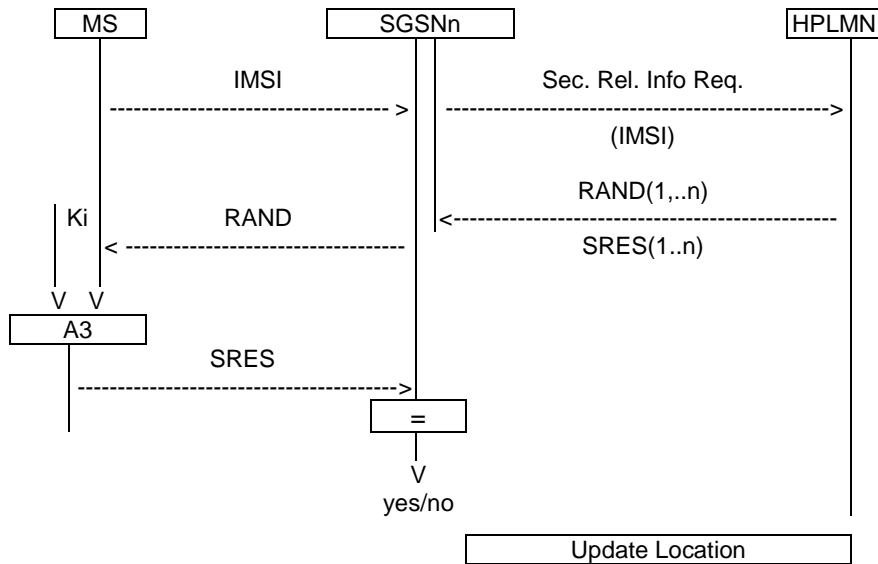 MS SGSNn HPLMN
IMSI Sec. Rel. Info Req.
--------------------------------------- > ------------------------------------------------------- >
(IMSI)
RAND(1,..n)
Ki RAND <-------------------------------------------------------
< --------------------------------------- SRES(1..n)
V V
A3
SRES
--------------------------------------------->
=
V
yes/no
Update Location